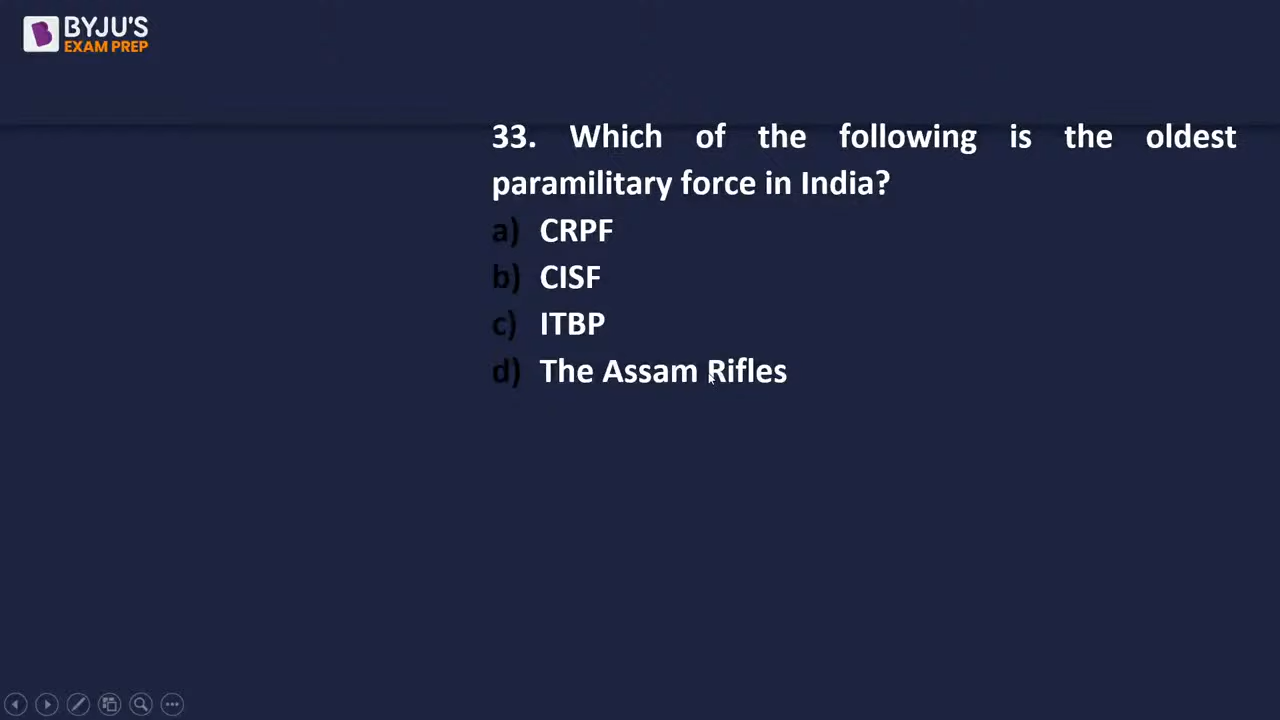 BYJU'S
EXAM PREP
33. Which of the following is the oldest
paramilitary force in India?
a) CRPF
b) CISF
c) ITBP
d) The Assam Rifles